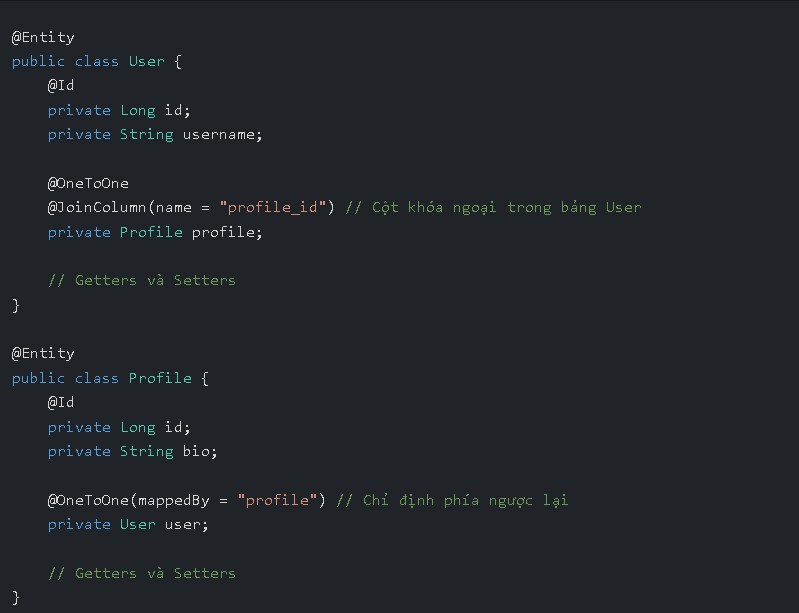 @Entity
public class User {
    @Id
    private Long id;
    private String username;

    @OneToOne
    @JoinColumn(name = "profile_id") // Cột khóa ngoại trong bảng User
    private Profile profile;

    // Getters và Setters
}

@Entity
public class Profile {
    @Id
    private Long id;
    private String bio;

    @OneToOne(mappedBy = "profile") // Chỉ định phía ngược lại
    private User user;

    // Getters và Setters
}